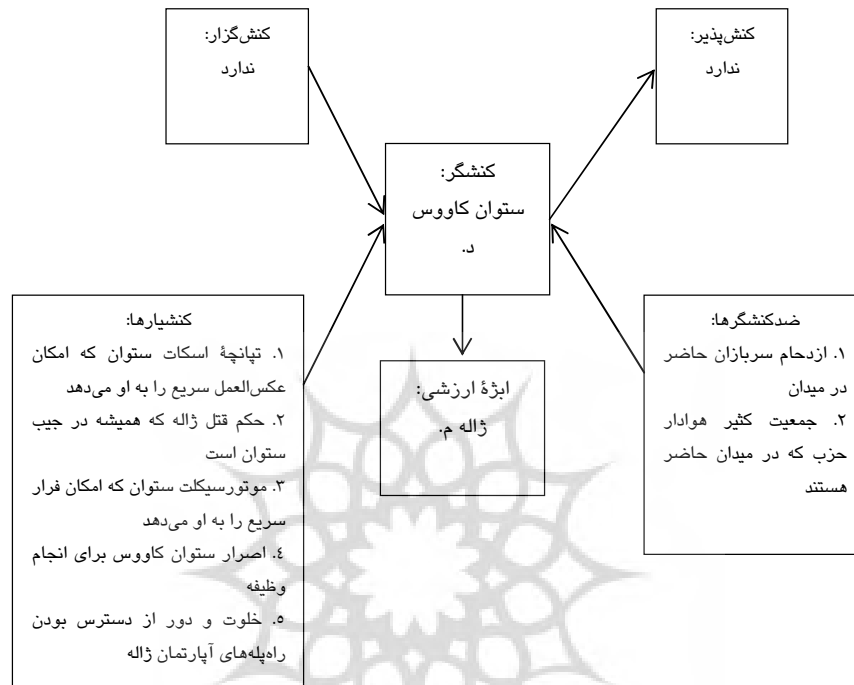 کنش‌گزار:
ندارد
کنش‌پذیر:
ندارد
کنشگر:
ستوان کاووس
د.
کنشیارها:
۱. تپانچهٔ اسکات ستوان که امکان
عکس‌العمل سریع را به او می‌دهد
۲. حکم قتل ژاله که همیشه در جیب
ستوان است
۳. موتورسیکلت ستوان که امکان فرار
سریع را به او می‌دهد
٤. اصرار ستوان کاووس برای انجام
وظیفه
٥. خلوت و دور از دسترس بودن
راه‌پله‌های آپارتمان ژاله
ابژهٔ ارزشی:
ژاله م.
ضدکنشگرها:
۱. ازدحام سربازان حاضر
در میدان
۲. جمعیت کثیر هوادار
حزب که در میدان حاضر
هستند